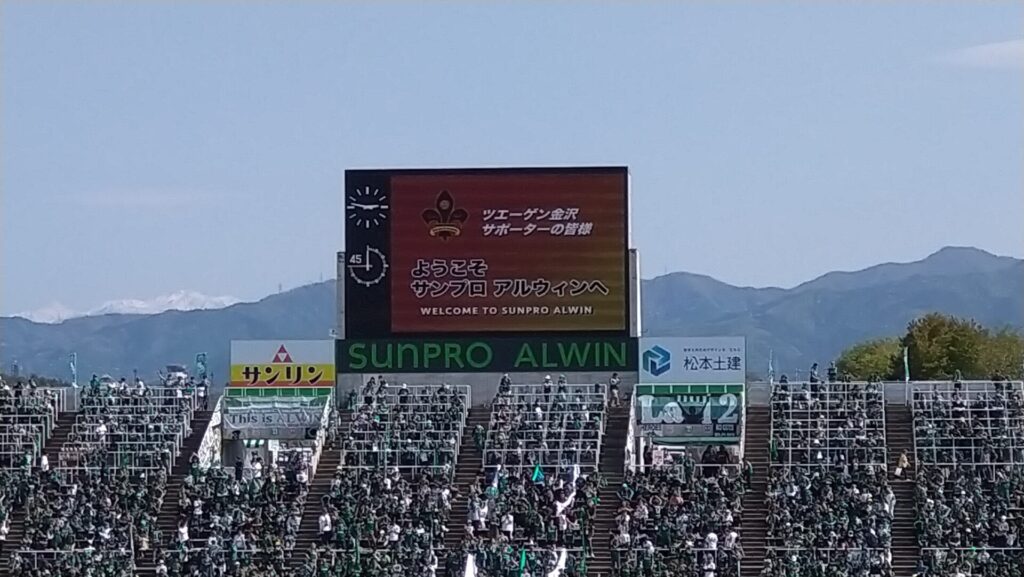 ツエーゲン金沢
サポーターの皆様
ようこそ
サンプロ アルウィンへ
WELCOME TO SUNPRO ALWIN
45
SUNPRO ALWIN
サンリン
松本土建
12